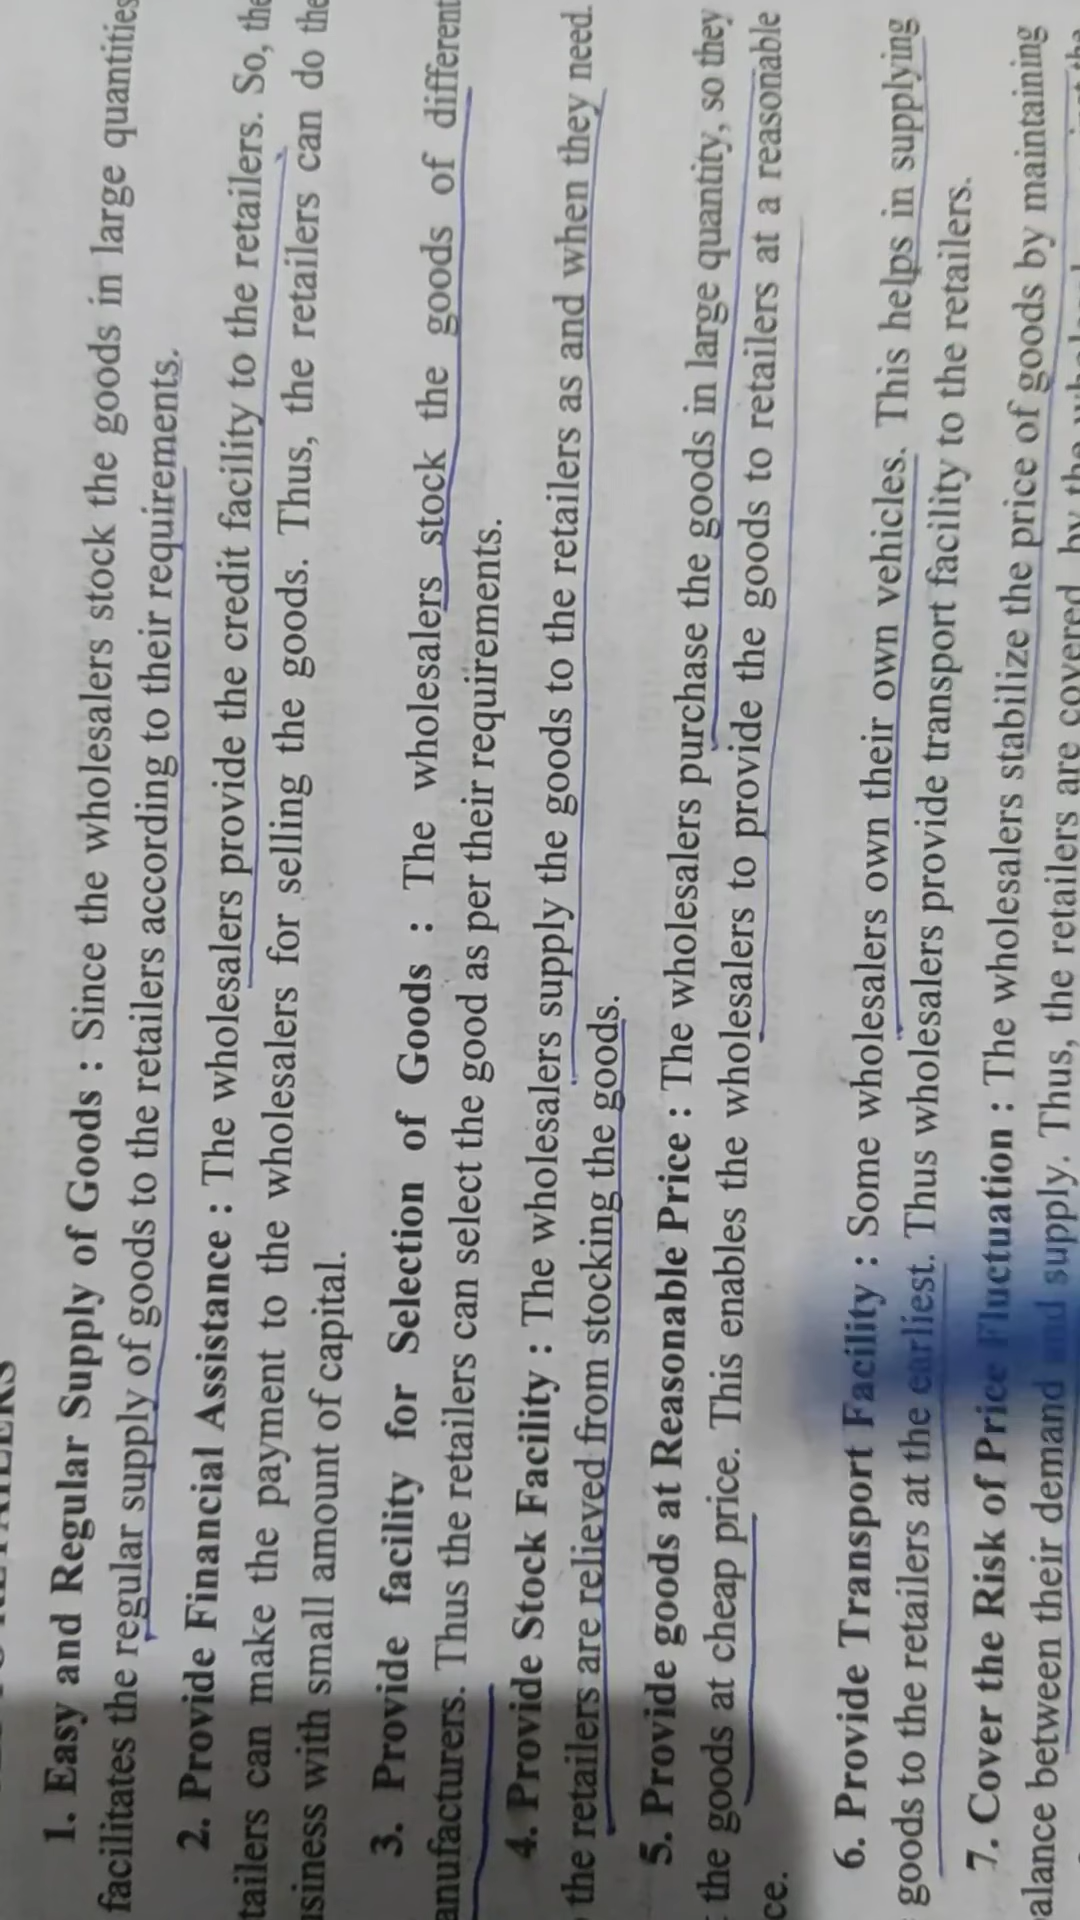 1. Easy and Regular Supply of Goods : Since the wholesalers stock the goods in large quantities
facilitates the regular supply of goods to the retailers according to their requirements.
2. Provide Financial Assistance : The wholesalers provide the credit facility to the retailers. So, the
tailers can make the payment to the wholesalers for selling the goods. Thus, the retailers can do the
usiness with small amount of capital.
3. Provide facility for Selection of Goods : The wholesalers stock the goods of different
anufacturers. Thus the retailers can select the good as per their requirements.
4. Provide Stock Facility : The wholesalers supply the goods to the retailers as and when they need.
the retailers are relieved from stocking the goods.
5. Provide goods at Reasonable Price : The wholesalers purchase the goods in large quantity, so they
the goods at cheap price. This enables the wholesalers to provide the goods to retailers at a reasonable
ce.
6. Provide Transport Facility : Some wholesalers own their own vehicles. This helps in supplying
goods to the retailers at the earliest. Thus wholesalers provide transport facility to the retailers.
7. Cover the Risk of Price Fluctuation : The wholesalers stabilize the price of goods by maintaining
alance between their demand and supply. Thus, the retailers are covered by the